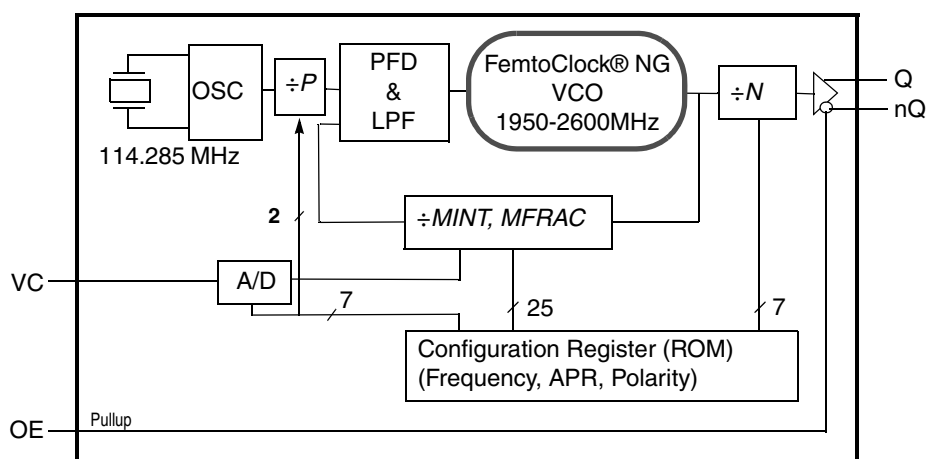 OSC
÷P
PFD
&
LPF
FemtoClock® NG
VCO
1950-2600MHz
÷N
Q
nQ
114.285 MHz
2
÷MINT, MFRAC
VC
A/D
7
25
7
Configuration Register (ROM)
(Frequency, APR, Polarity)
OE
Pullup